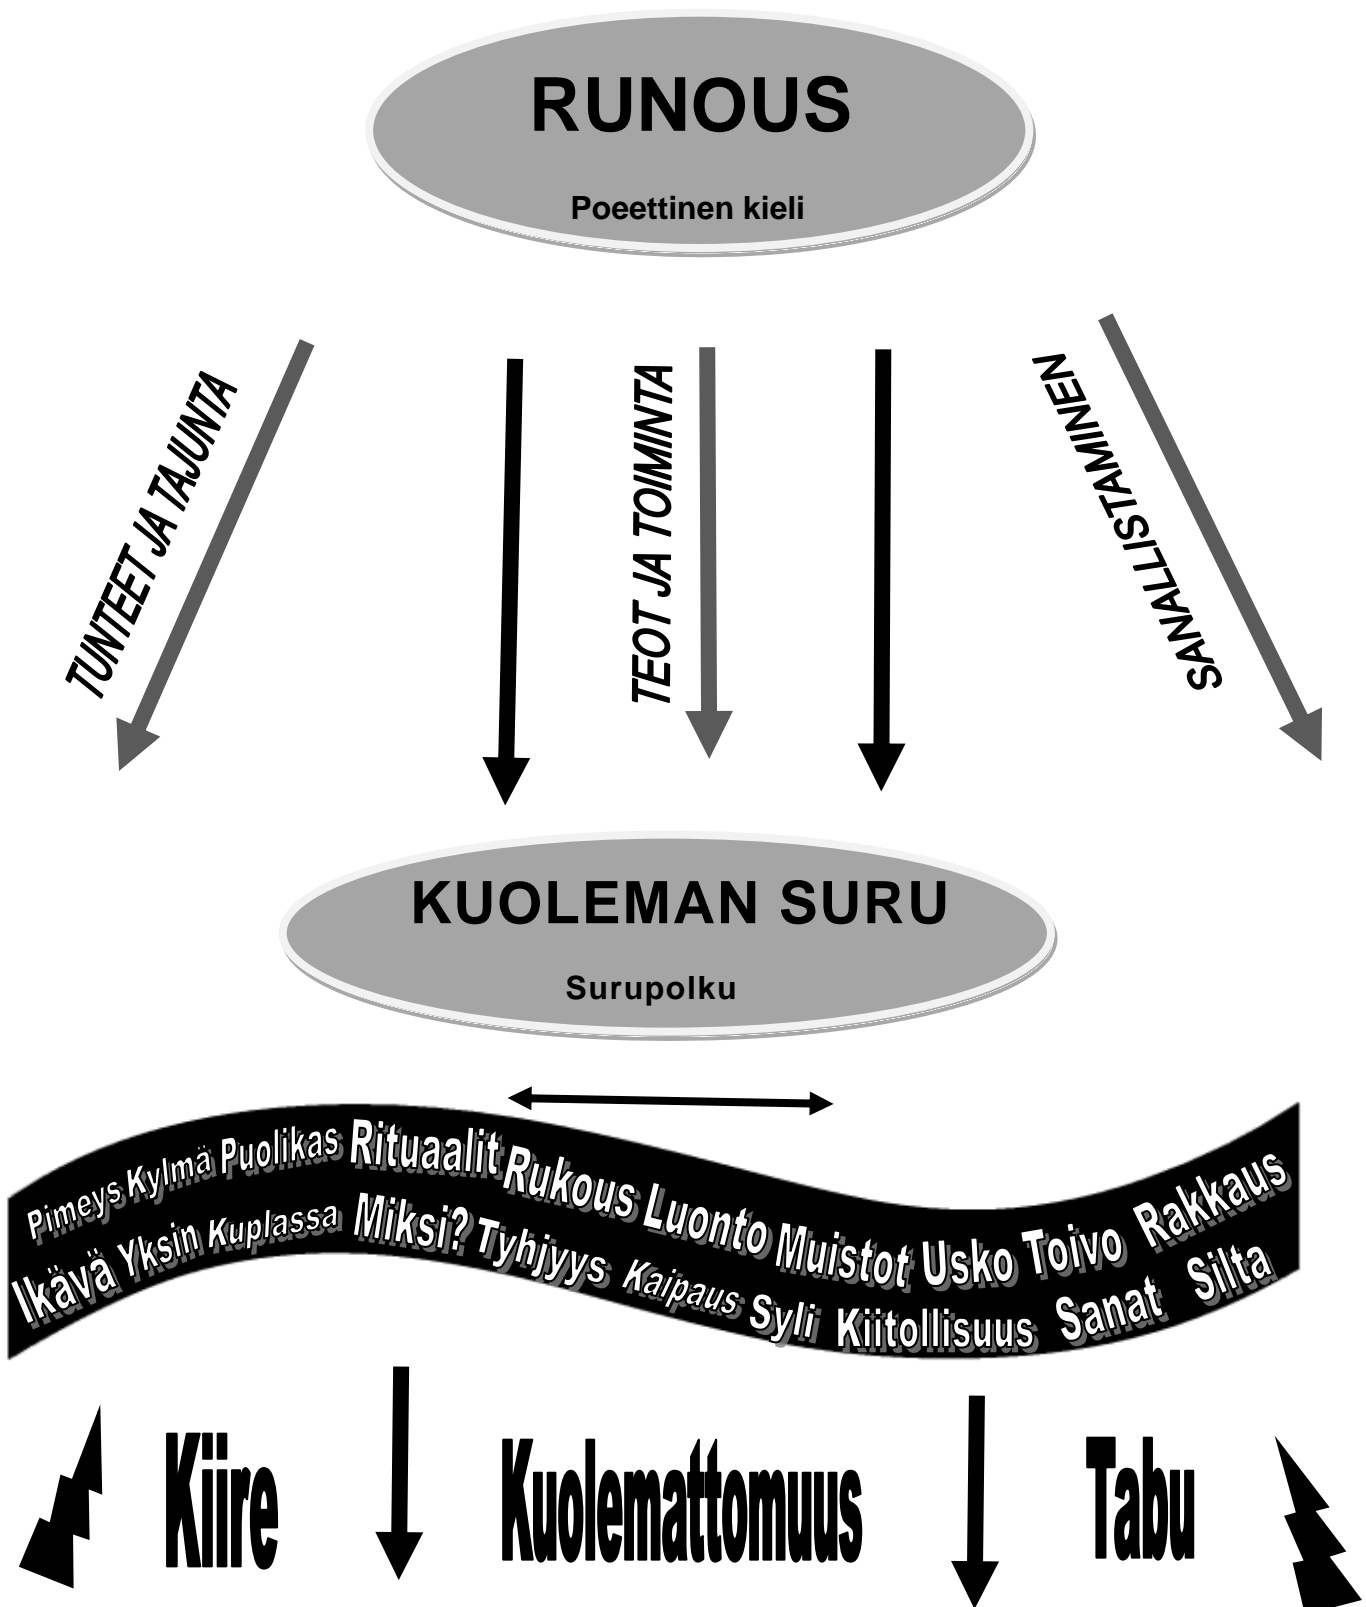 RUNOUS
Poeettinen kieli
TUNTEET JA TAJUNTA
TEOT JA TOIMINTA
SANALLISTAMINEN
KUOLEMAN SURU
Surupolku
Pimeys Kylmä Puolikas Rituaalit Rukous Luonto Muistot Usko Toivo Rakkaus
Ikävä Yksin Kuplassa Miksi? Tyhjyys Kaipaus Syli Kiitollisuus Sanat Silta
Kiire Kuolemattomuus Tabu